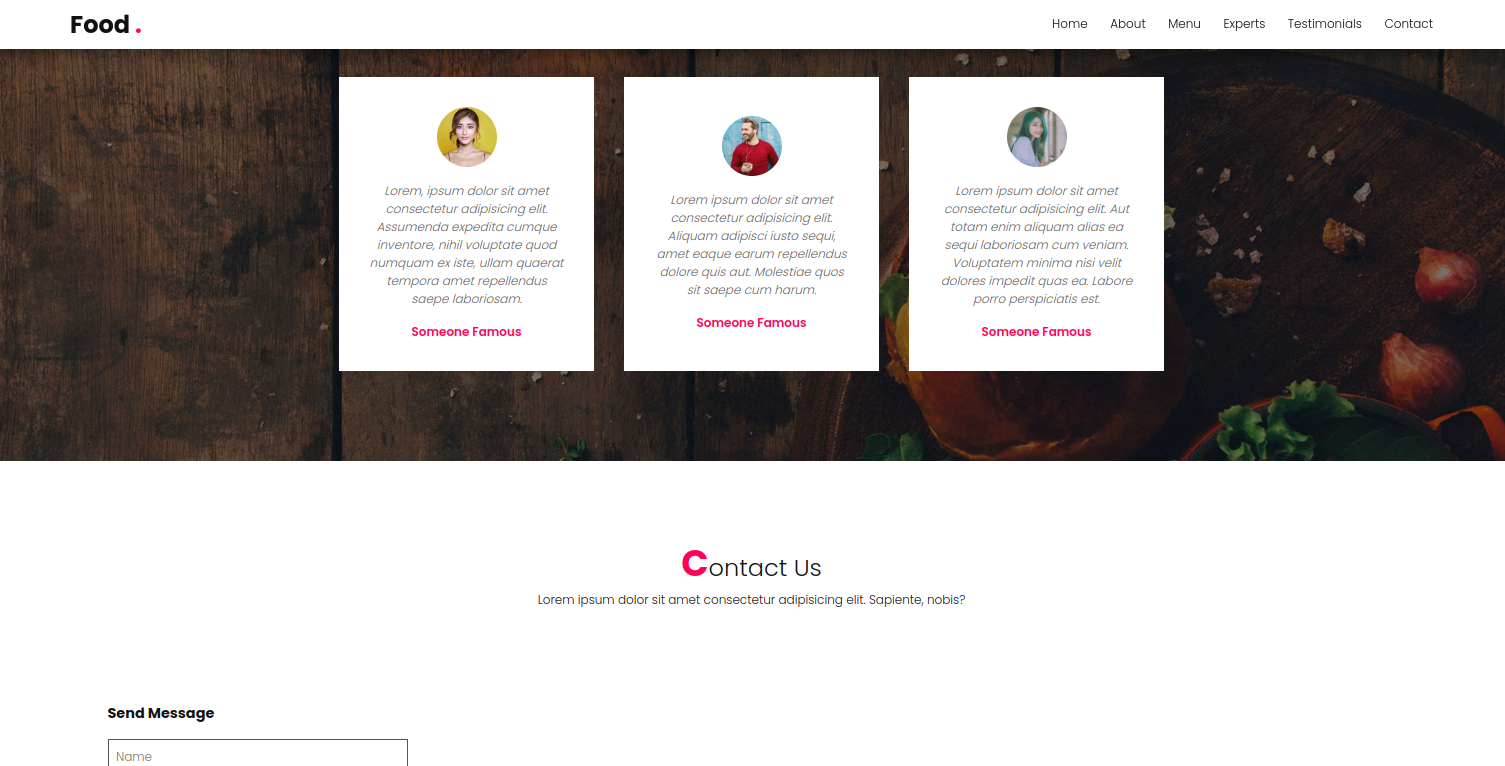 Food .
Home About Menu Experts Testimonials Contact
Lorem, ipsum dolor sit amet
consectetur adipisicing elit.
Assumenda expedita cumque
inventore, nihil voluptate quod
numquam ex iste, ullam quaerat
tempora amet repellendus
saepe laboriosam.
Someone Famous
Lorem ipsum dolor sit amet
consectetur adipisicing elit.
Aliquam adipisci iusto sequi,
amet eaque earum repellendus
dolore quis aut. Molestiae quos
sit saepe cum harum.
Someone Famous
Lorem ipsum dolor sit amet
consectetur adipisicing elit. Aut
totam enim aliquam alias ea
sequi laboriosam cum veniam.
Voluptatem minima nisi velit
dolores impedit quas ea. Labore
porro perspiciatis est.
Someone Famous
Contact Us
Lorem ipsum dolor sit amet consectetur adipisicing elit. Sapiente, nobis?
Send Message
Name